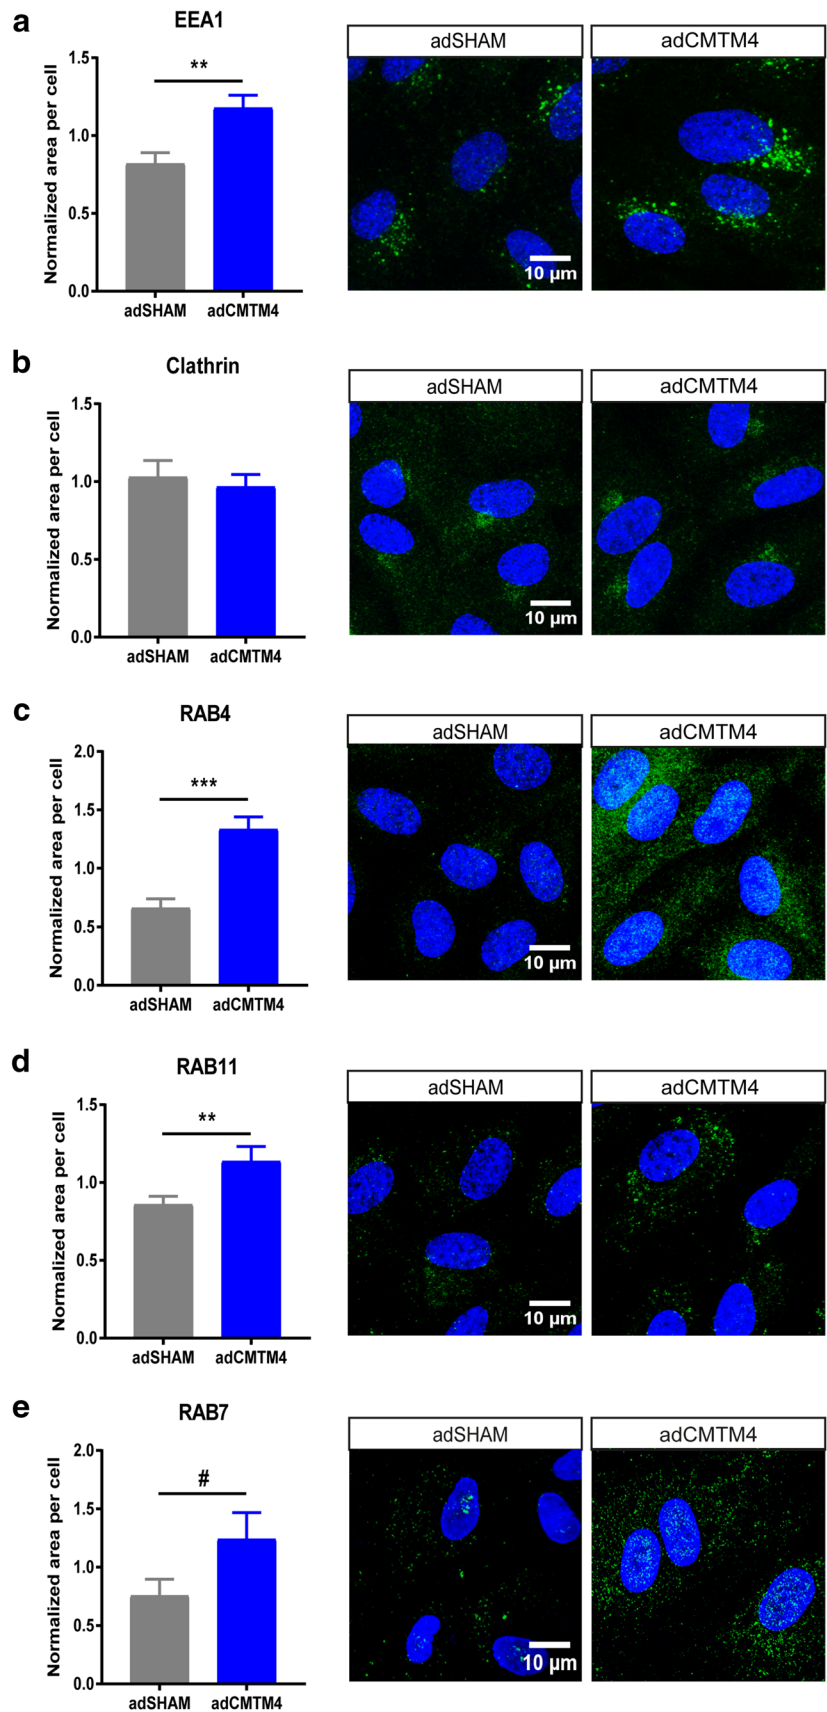 a
EEA1
Normalized area per cell
1.5
1.0
0.5
0.0
**
adSHAM
adCMTM4
adSHAM
adCMTM4
10 µm
b
Clathrin
Normalized area per cell
1.5
1.0
0.5
0.0
adSHAM
adCMTM4
adSHAM
adCMTM4
10 µm
c
RAB4
Normalized area per cell
2.0
1.5
1.0
0.5
0.0
***
adSHAM
adCMTM4
adSHAM
adCMTM4
10 µm
d
RAB11
Normalized area per cell
1.5
1.0
0.5
0.0
**
adSHAM
adCMTM4
adSHAM
adCMTM4
10 µm
e
RAB7
Normalized area per cell
2.0
1.5
1.0
0.5
0.0
#
adSHAM
adCMTM4
adSHAM
adCMTM4
10 µm